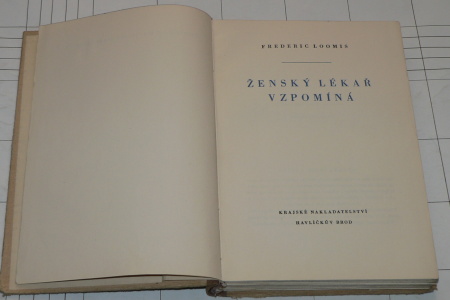 FREDERIC LOOMIS
ŽENSKÝ LÉKAŘ
VZPOMÍNÁ
KRAJSKÉ NAKLADATELSTVÍ
HAVLÍČKŮV BROD